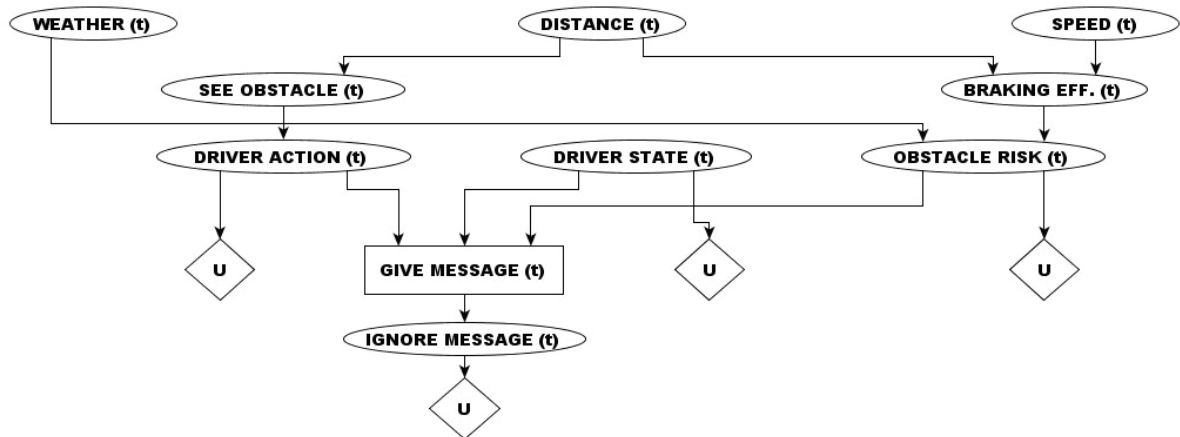 WEATHER (t)
DISTANCE (t)
SPEED (t)
SEE OBSTACLE (t)
BRAKING EFF. (t)
DRIVER ACTION (t)
DRIVER STATE (t)
OBSTACLE RISK (t)
U
GIVE MESSAGE (t)
U
U
IGNORE MESSAGE (t)
U